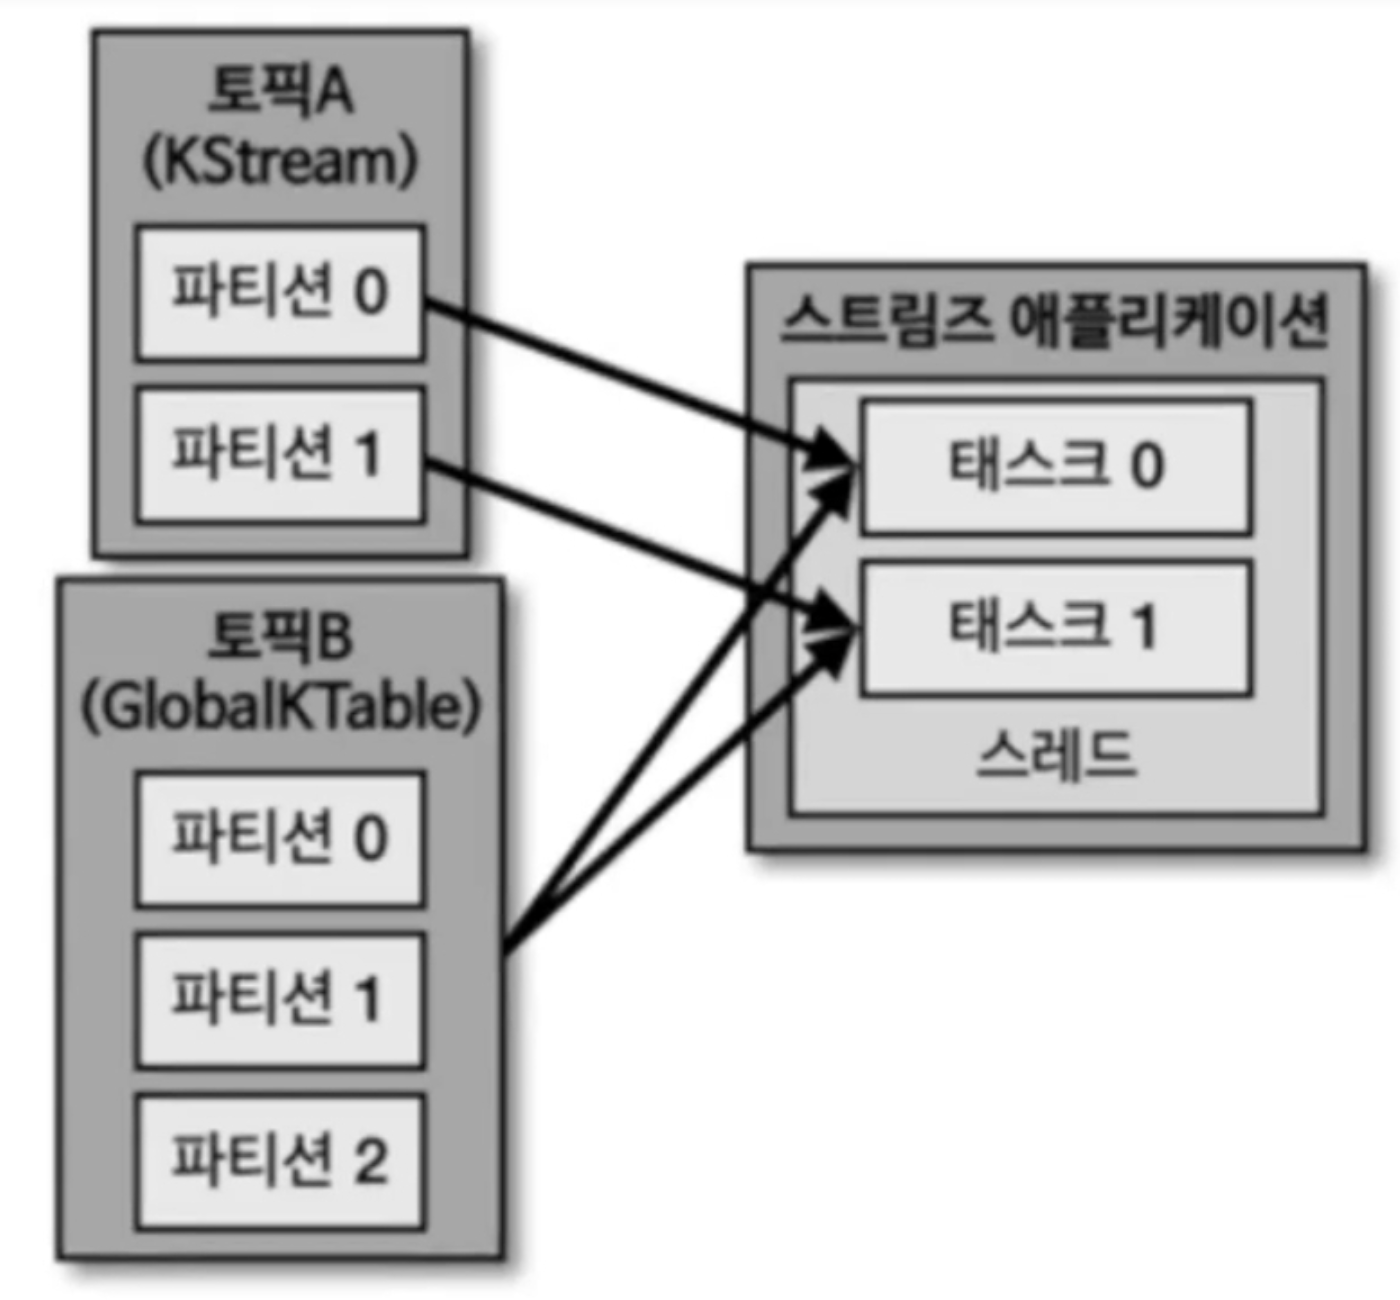 토픽A
(KStream)
파티션 0
파티션 1
토픽B
(GlobalKTable)
파티션 0
파티션 1
파티션 2
스트림즈 애플리케이션
태스크 0
태스크 1
스레드